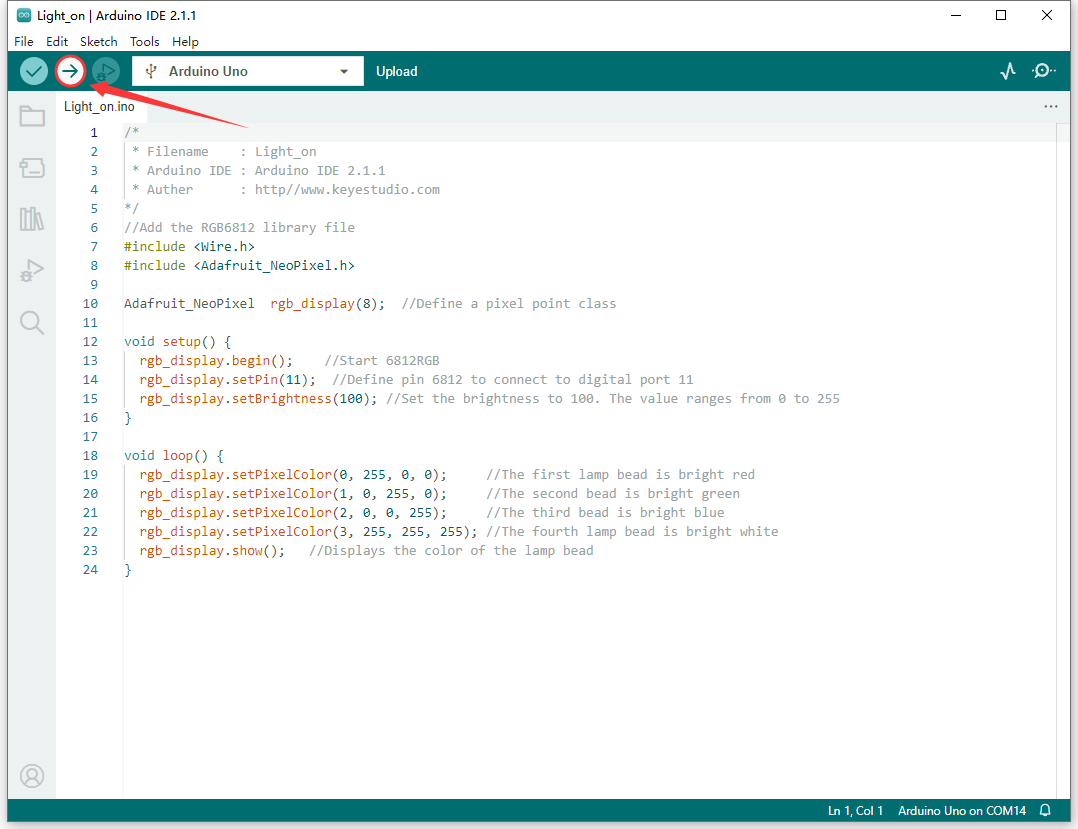 Light_on | Arduino IDE 2.1.1
File Edit Sketch Tools Help
Arduino Uno Upload
Light_on.ino
1 /*
2 * Filename : Light_on
3 * Arduino IDE : Arduino IDE 2.1.1
4 * Auther : http//www.keyestudio.com
5 */
6 //Add the RGB6812 library file
7 #include <Wire.h>
8 #include <Adafruit_NeoPixel.h>
9
10 Adafruit_NeoPixel rgb_display(8); //Define a pixel point class
11
12 void setup() {
13 rgb_display.begin(); //Start 6812RGB
14 rgb_display.setPin(11); //Define pin 6812 to connect to digital port 11
15 rgb_display.setBrightness(100); //Set the brightness to 100. The value ranges from 0 to 255
16 }
17
18 void loop() {
19 rgb_display.setPixelColor(0, 255, 0, 0); //The first lamp bead is bright red
20 rgb_display.setPixelColor(1, 0, 255, 0); //The second bead is bright green
21 rgb_display.setPixelColor(2, 0, 0, 255); //The third bead is bright blue
22 rgb_display.setPixelColor(3, 255, 255, 255); //The fourth lamp bead is bright white
23 rgb_display.show(); //Displays the color of the lamp bead
24 }
Ln 1, Col 1 Arduino Uno on COM14